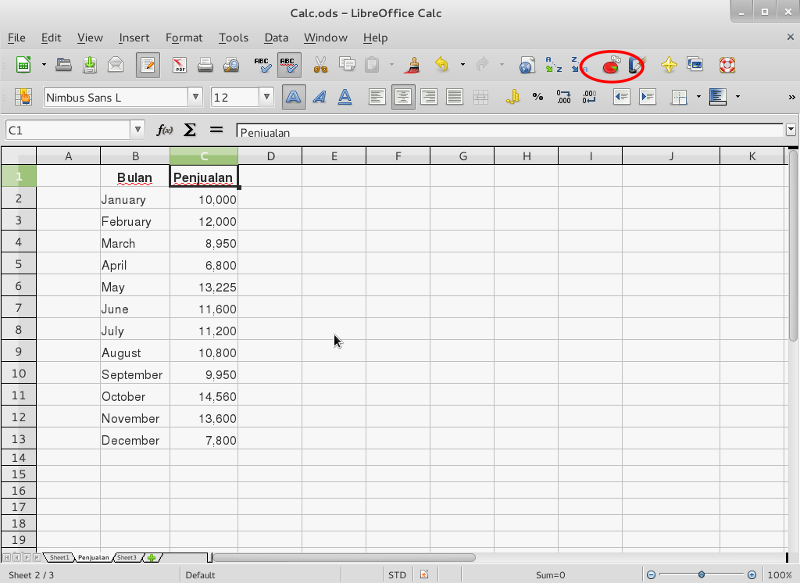 Calc.ods – LibreOffice Calc
File Edit View Insert Format Tools Data Window Help
Nimbus Sans L 12 %
C1 f(x) Σ = Penjualan
A B C D E F G H I J K
1 Bulan Penjualan
2 January 10,000
3 February 12,000
4 March 8,950
5 April 6,800
6 May 13,225
7 June 11,600
8 July 11,200
9 August 10,800
10 September 9,950
11 October 14,560
12 November 13,600
13 December 7,800
14
15
16
17
18
19
Sheet1 Penjualan Sheet3
Sheet 2 / 3 Default STD Sum=0 100%